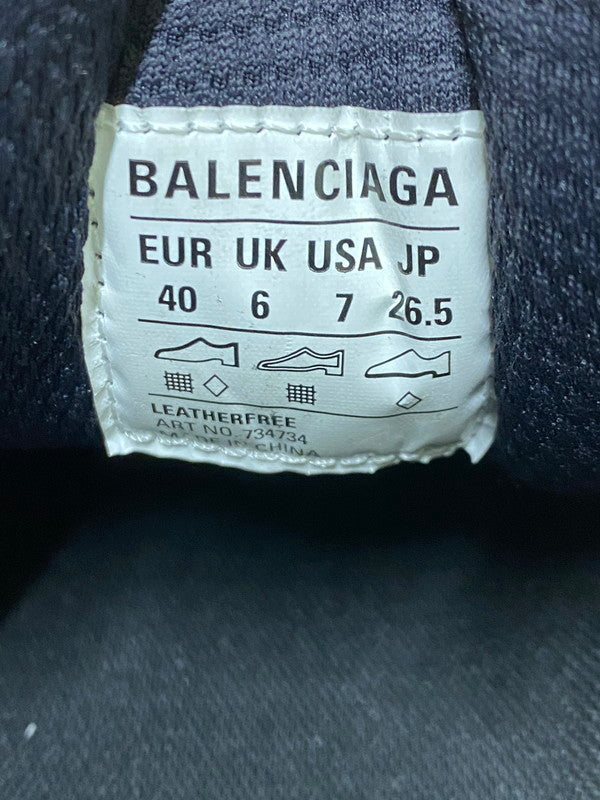 BALENCIAGA
EUR UK USA JP
40 6 7 26.5
LEATHERFREE
ART NO. 734734
MADE IN CHINA